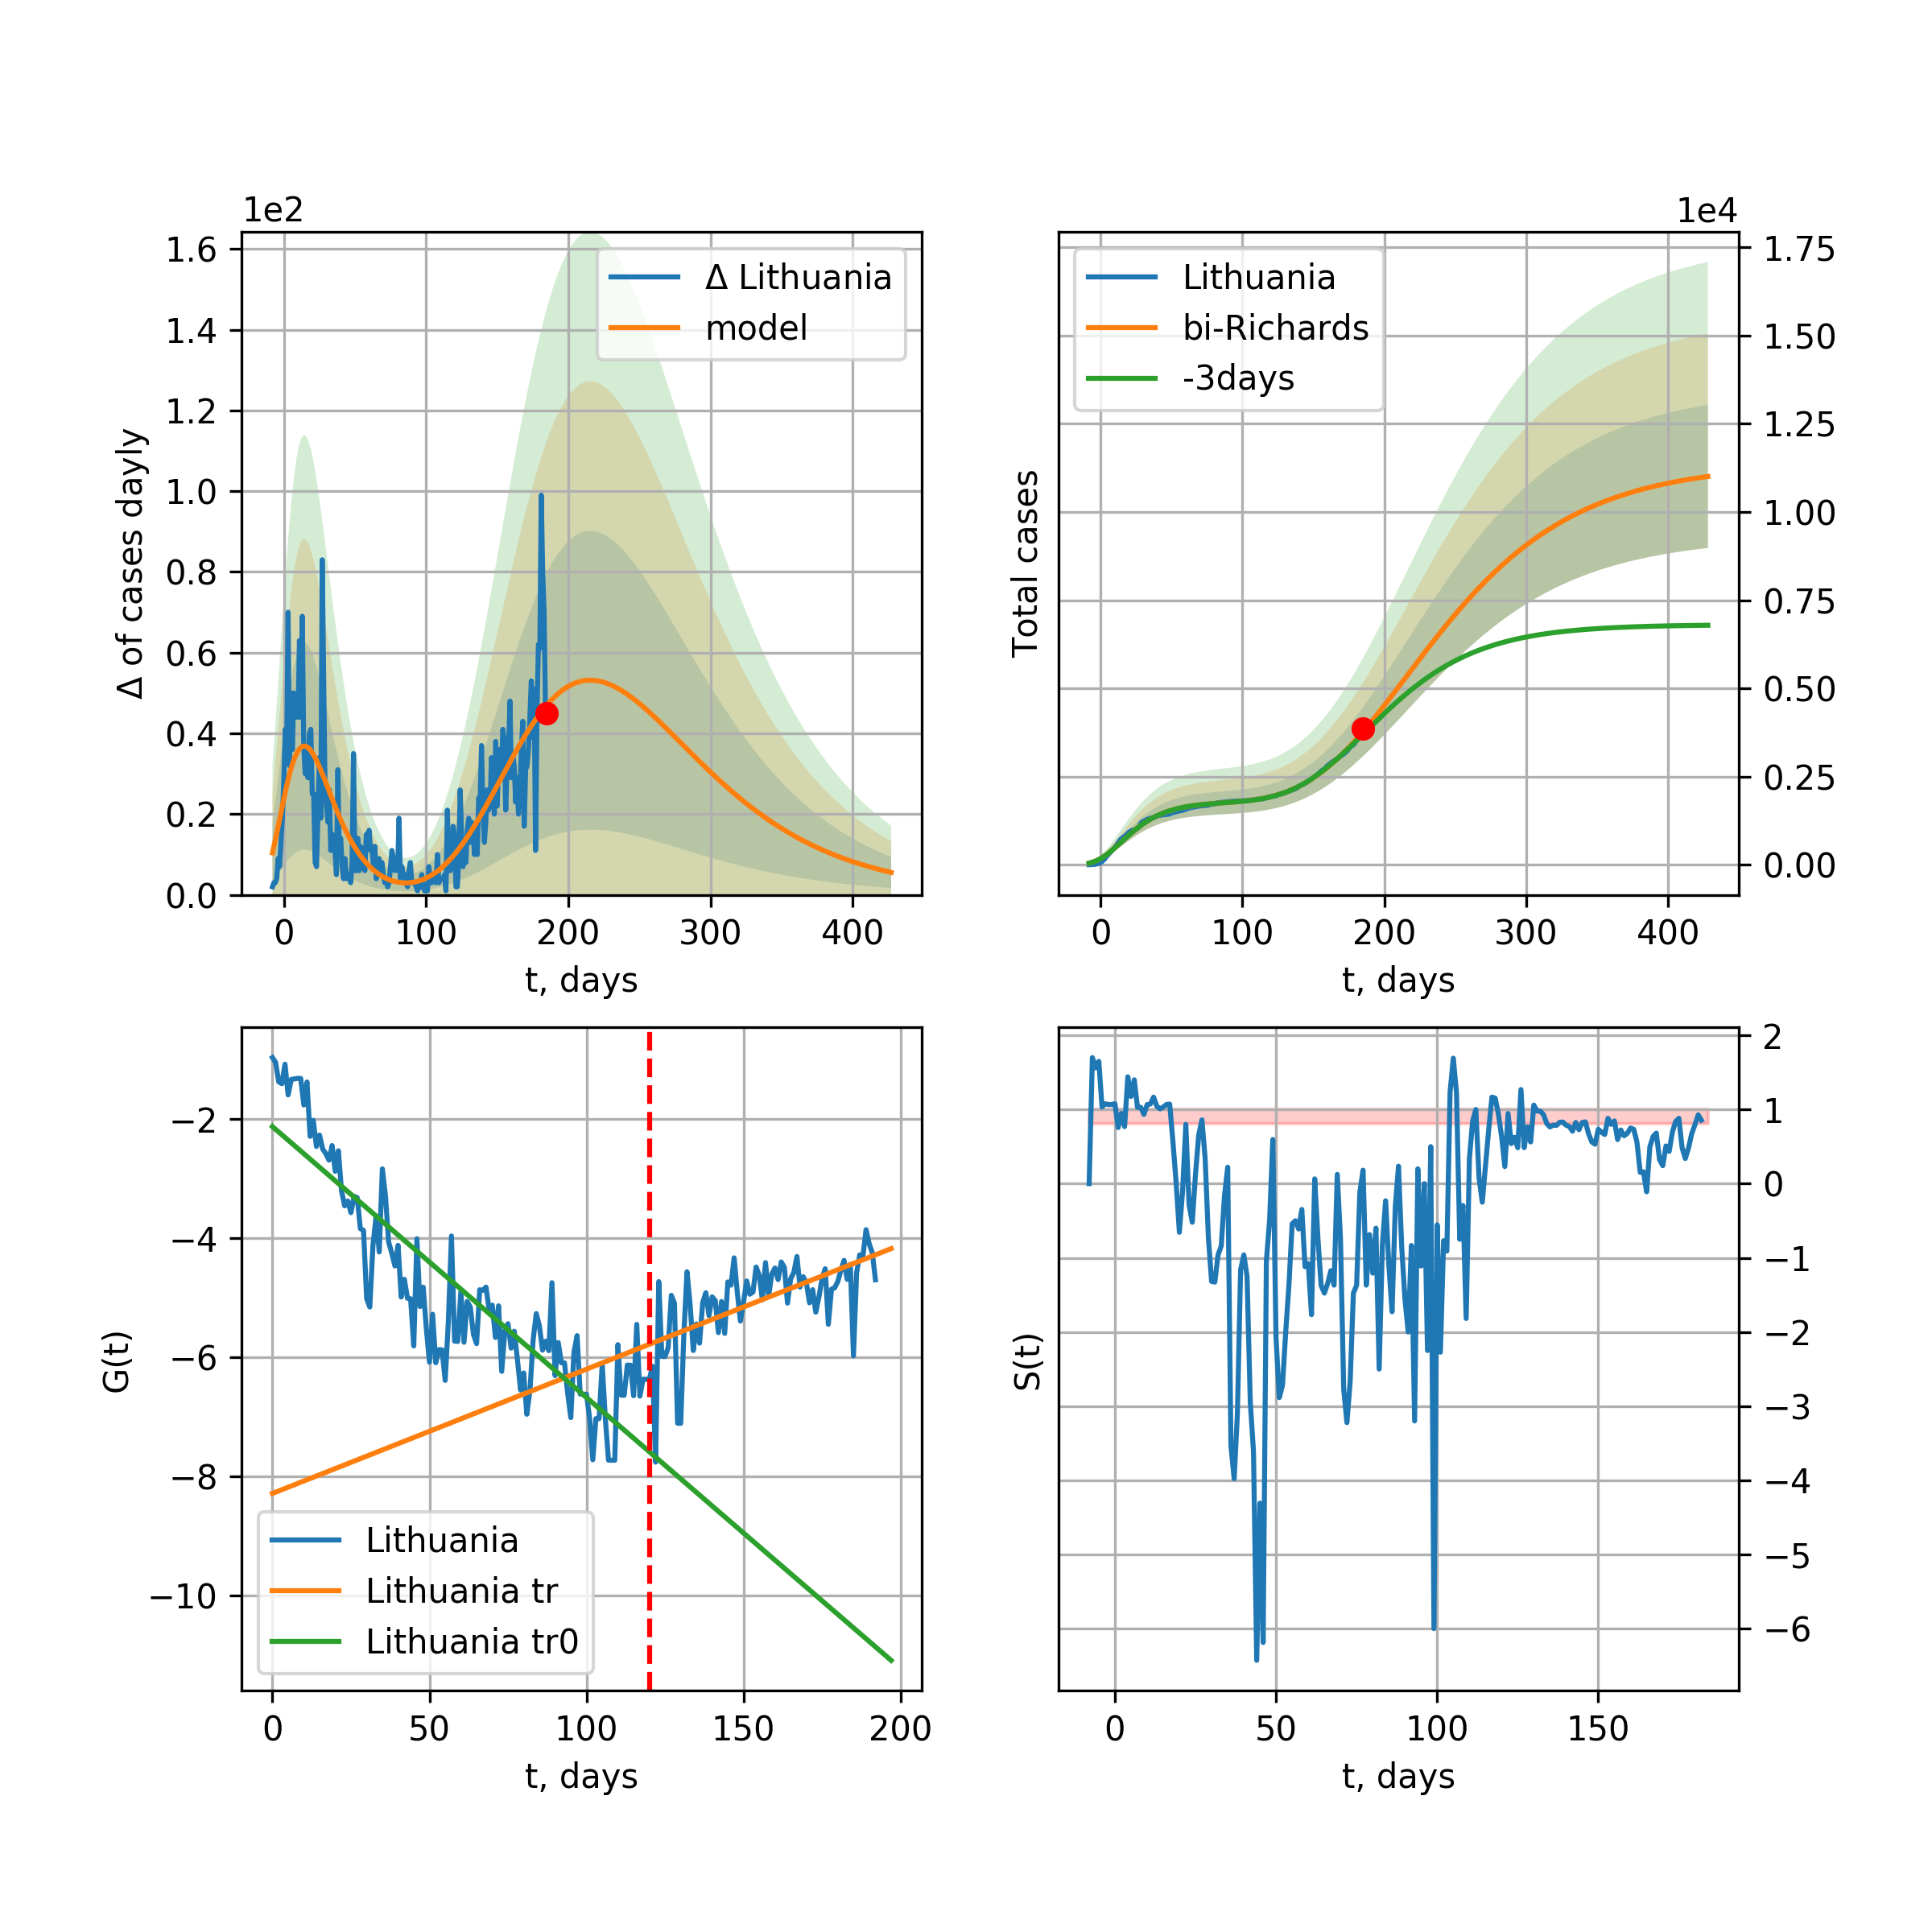 1e2
1.6
1.4
1.2
1.0
0.8
0.6
0.4
0.2
0.0
Δ of cases dayly
0 100 200 300 400
t, days
Δ Lithuania
model
1e4
1.75
1.50
1.25
1.00
0.75
0.50
0.25
0.00
Total cases
0 100 200 300 400
t, days
Lithuania
bi-Richards
-3days
−2
−4
−6
−8
−10
G(t)
0 50 100 150 200
t, days
Lithuania
Lithuania tr
Lithuania tr0
2
1
0
−1
−2
−3
−4
−5
−6
S(t)
0 50 100 150
t, days